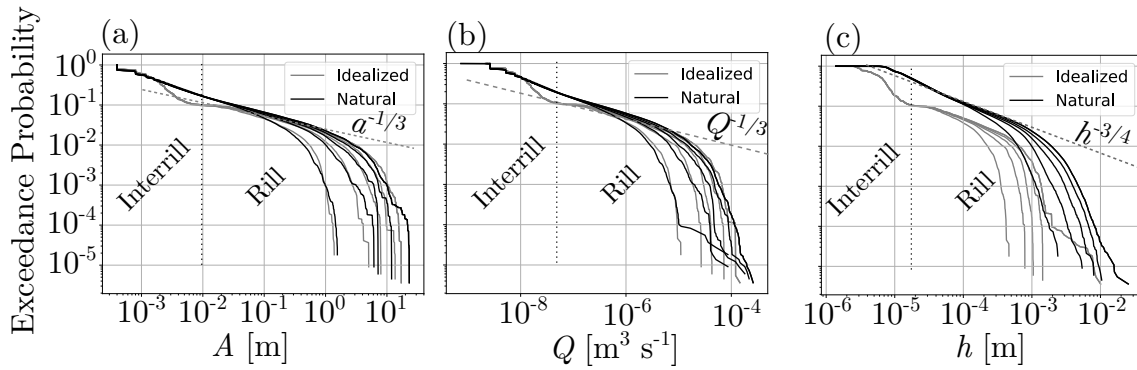 Exceedance Probability
(a)
10^0
10^-1
10^-2
10^-3
10^-4
10^-5
Idealized
Natural
a^-1/3
Interrill
Rill
10^-3
10^-2
10^-1
10^0
10^1
A [m]
(b)
Idealized
Natural
Q^-1/3
Interrill
Rill
10^-8
10^-6
10^-4
Q [m^3 s^-1]
(c)
Idealized
Natural
h^-3/4
Interrill
Rill
10^-6
10^-5
10^-4
10^-3
10^-2
h [m]